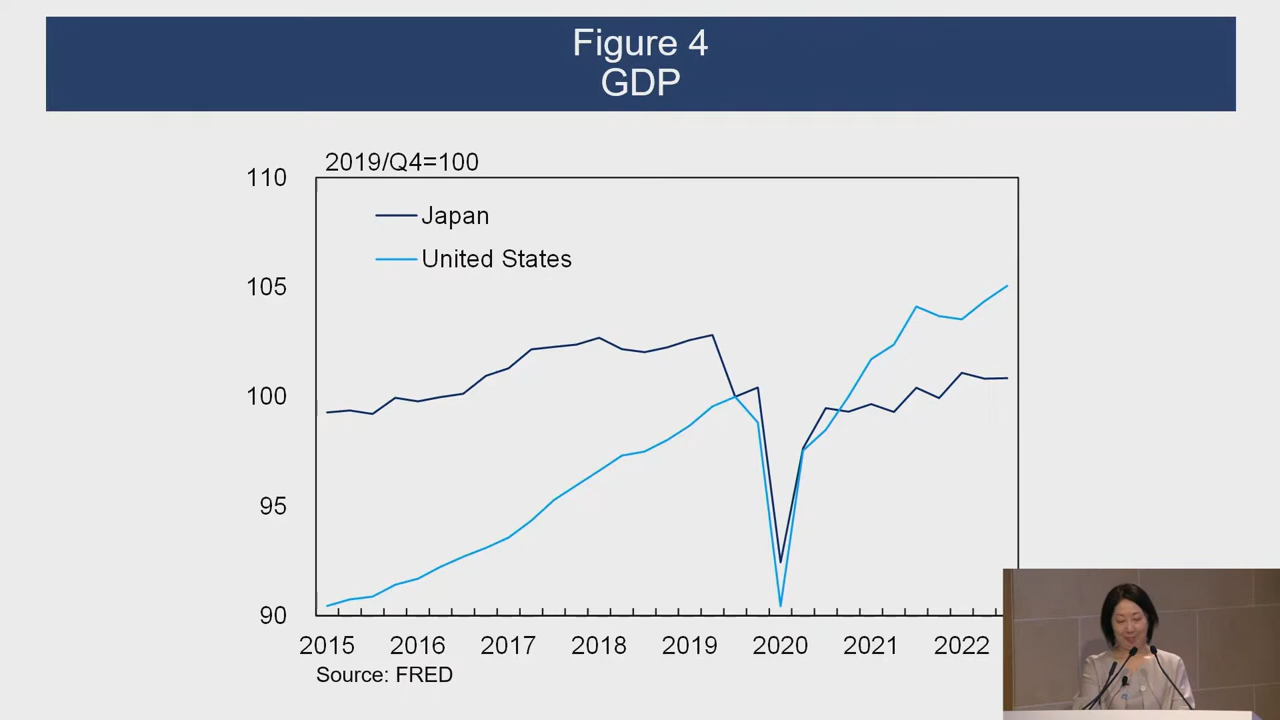 Figure 4
GDP
2019/Q4=100
110
Japan
United States
105
100
95
90
2015 2016 2017 2018 2019 2020 2021 2022
Source: FRED